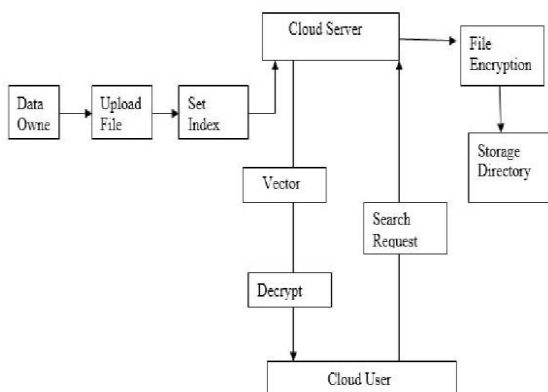 Cloud Server
File
Encryption
Data
Owne
Upload
File
Set
Index
Storage
Directory
Vector
Search
Request
Decrypt
Cloud User